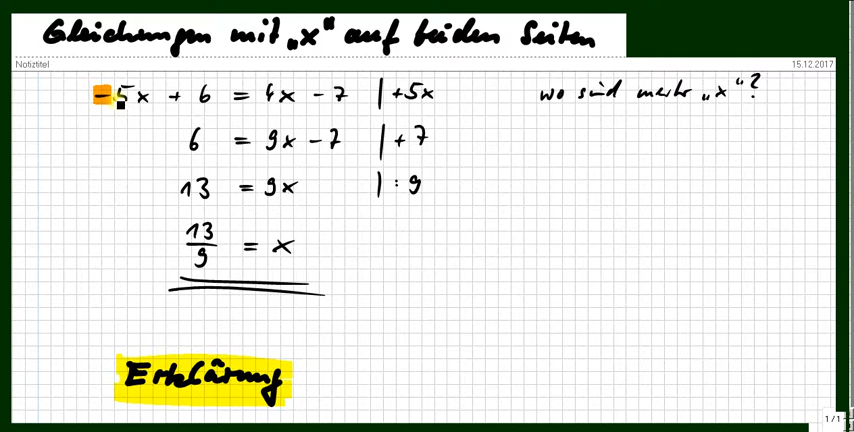 Gleichungen mit „x“ auf beiden Seiten
Notiztitel
15.12.2017
-5x + 6 = 4x - 7 | +5x
wo sind mehr „x“?
6 = 9x - 7 | + 7
13 = 9x | : 9
13/9 = x
Erklärung
1/1